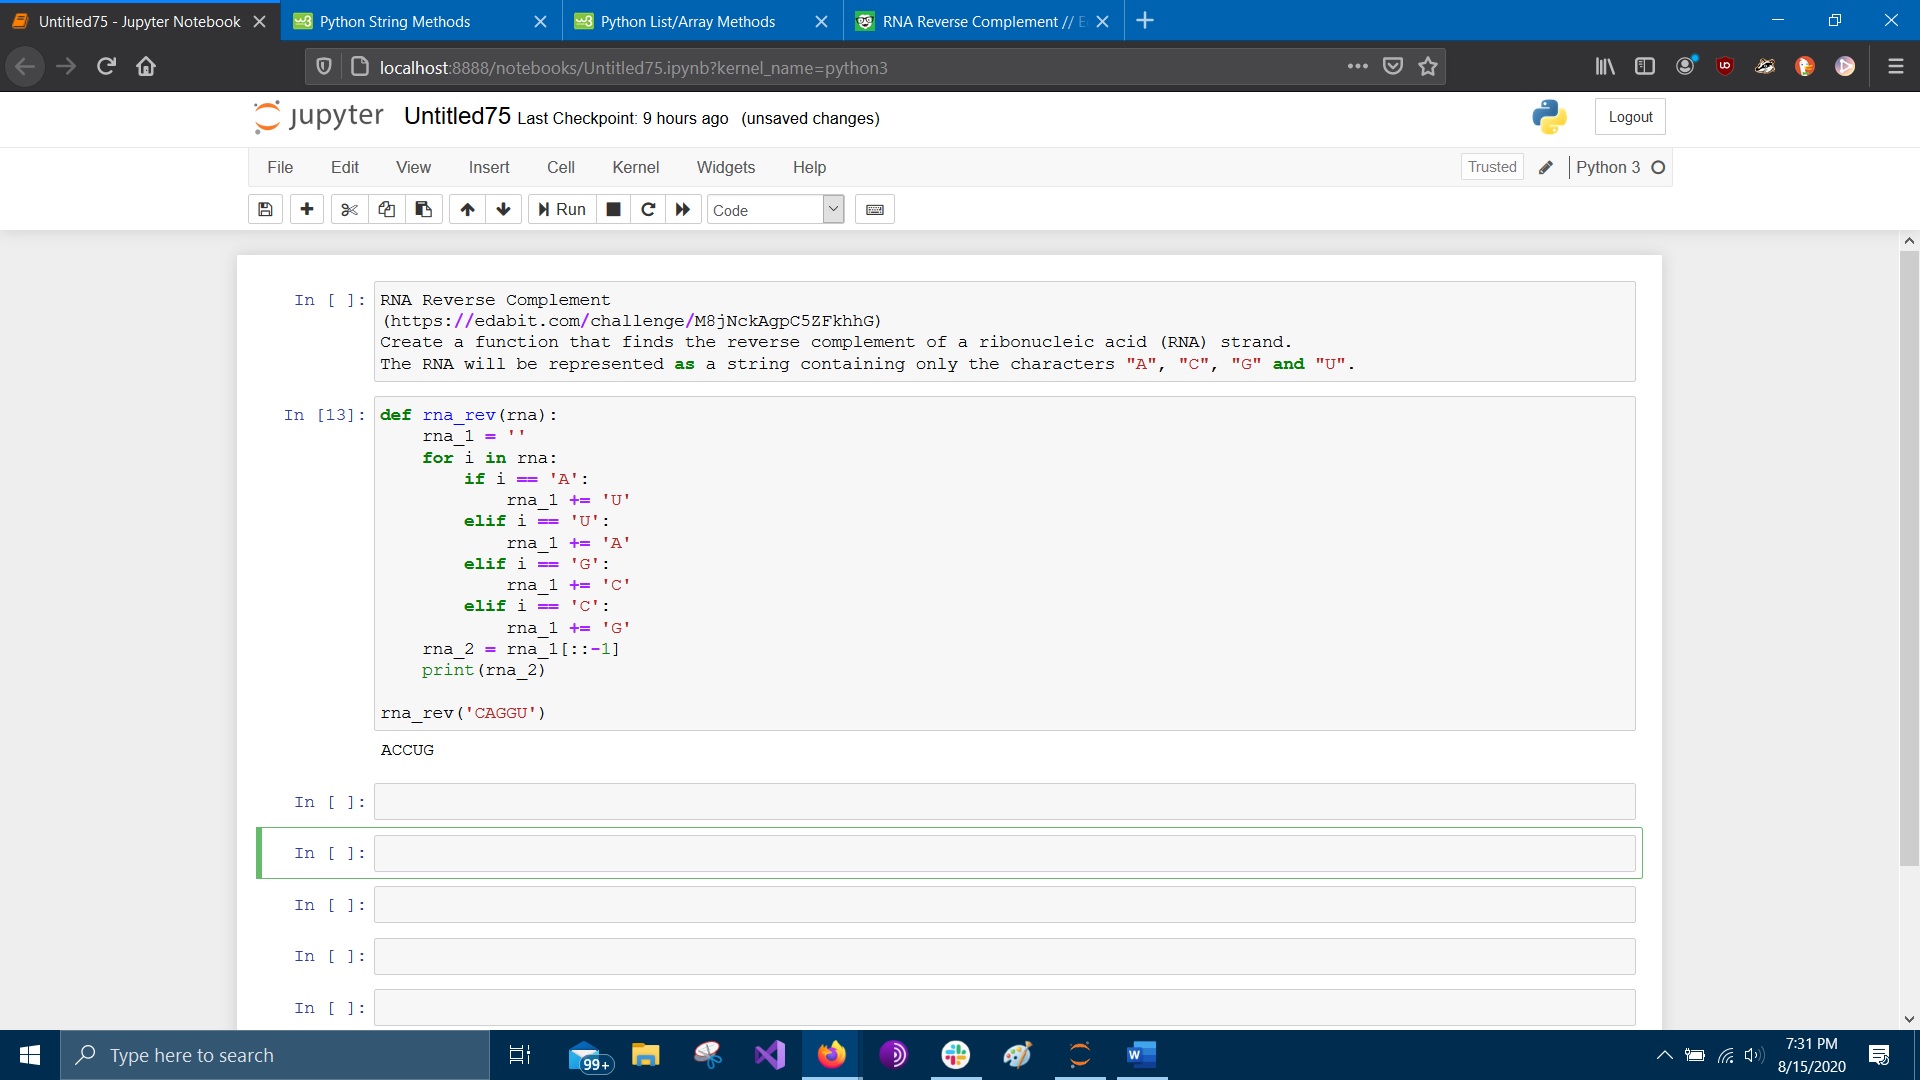 Untitled75 - Jupyter Notebook
Python String Methods
Python List/Array Methods
RNA Reverse Complement // E
localhost:8888/notebooks/Untitled75.ipynb?kernel_name=python3
jupyter Untitled75 Last Checkpoint: 9 hours ago (unsaved changes)
Logout
File Edit View Insert Cell Kernel Widgets Help
Trusted Python 3
Run Code
In [ ]: RNA Reverse Complement
(https://edabit.com/challenge/M8jNckAgpC5ZFkhhG)
Create a function that finds the reverse complement of a ribonucleic acid (RNA) strand.
The RNA will be represented as a string containing only the characters "A", "C", "G" and "U".
In [13]: def rna_rev(rna):
    rna_1 = ''
    for i in rna:
        if i == 'A':
            rna_1 += 'U'
        elif i == 'U':
            rna_1 += 'A'
        elif i == 'G':
            rna_1 += 'C'
        elif i == 'C':
            rna_1 += 'G'
    rna_2 = rna_1[::-1]
    print(rna_2)
rna_rev('CAGGU')
ACCUG
In [ ]:
In [ ]:
In [ ]:
In [ ]:
In [ ]:
Type here to search
99+
7:31 PM
8/15/2020